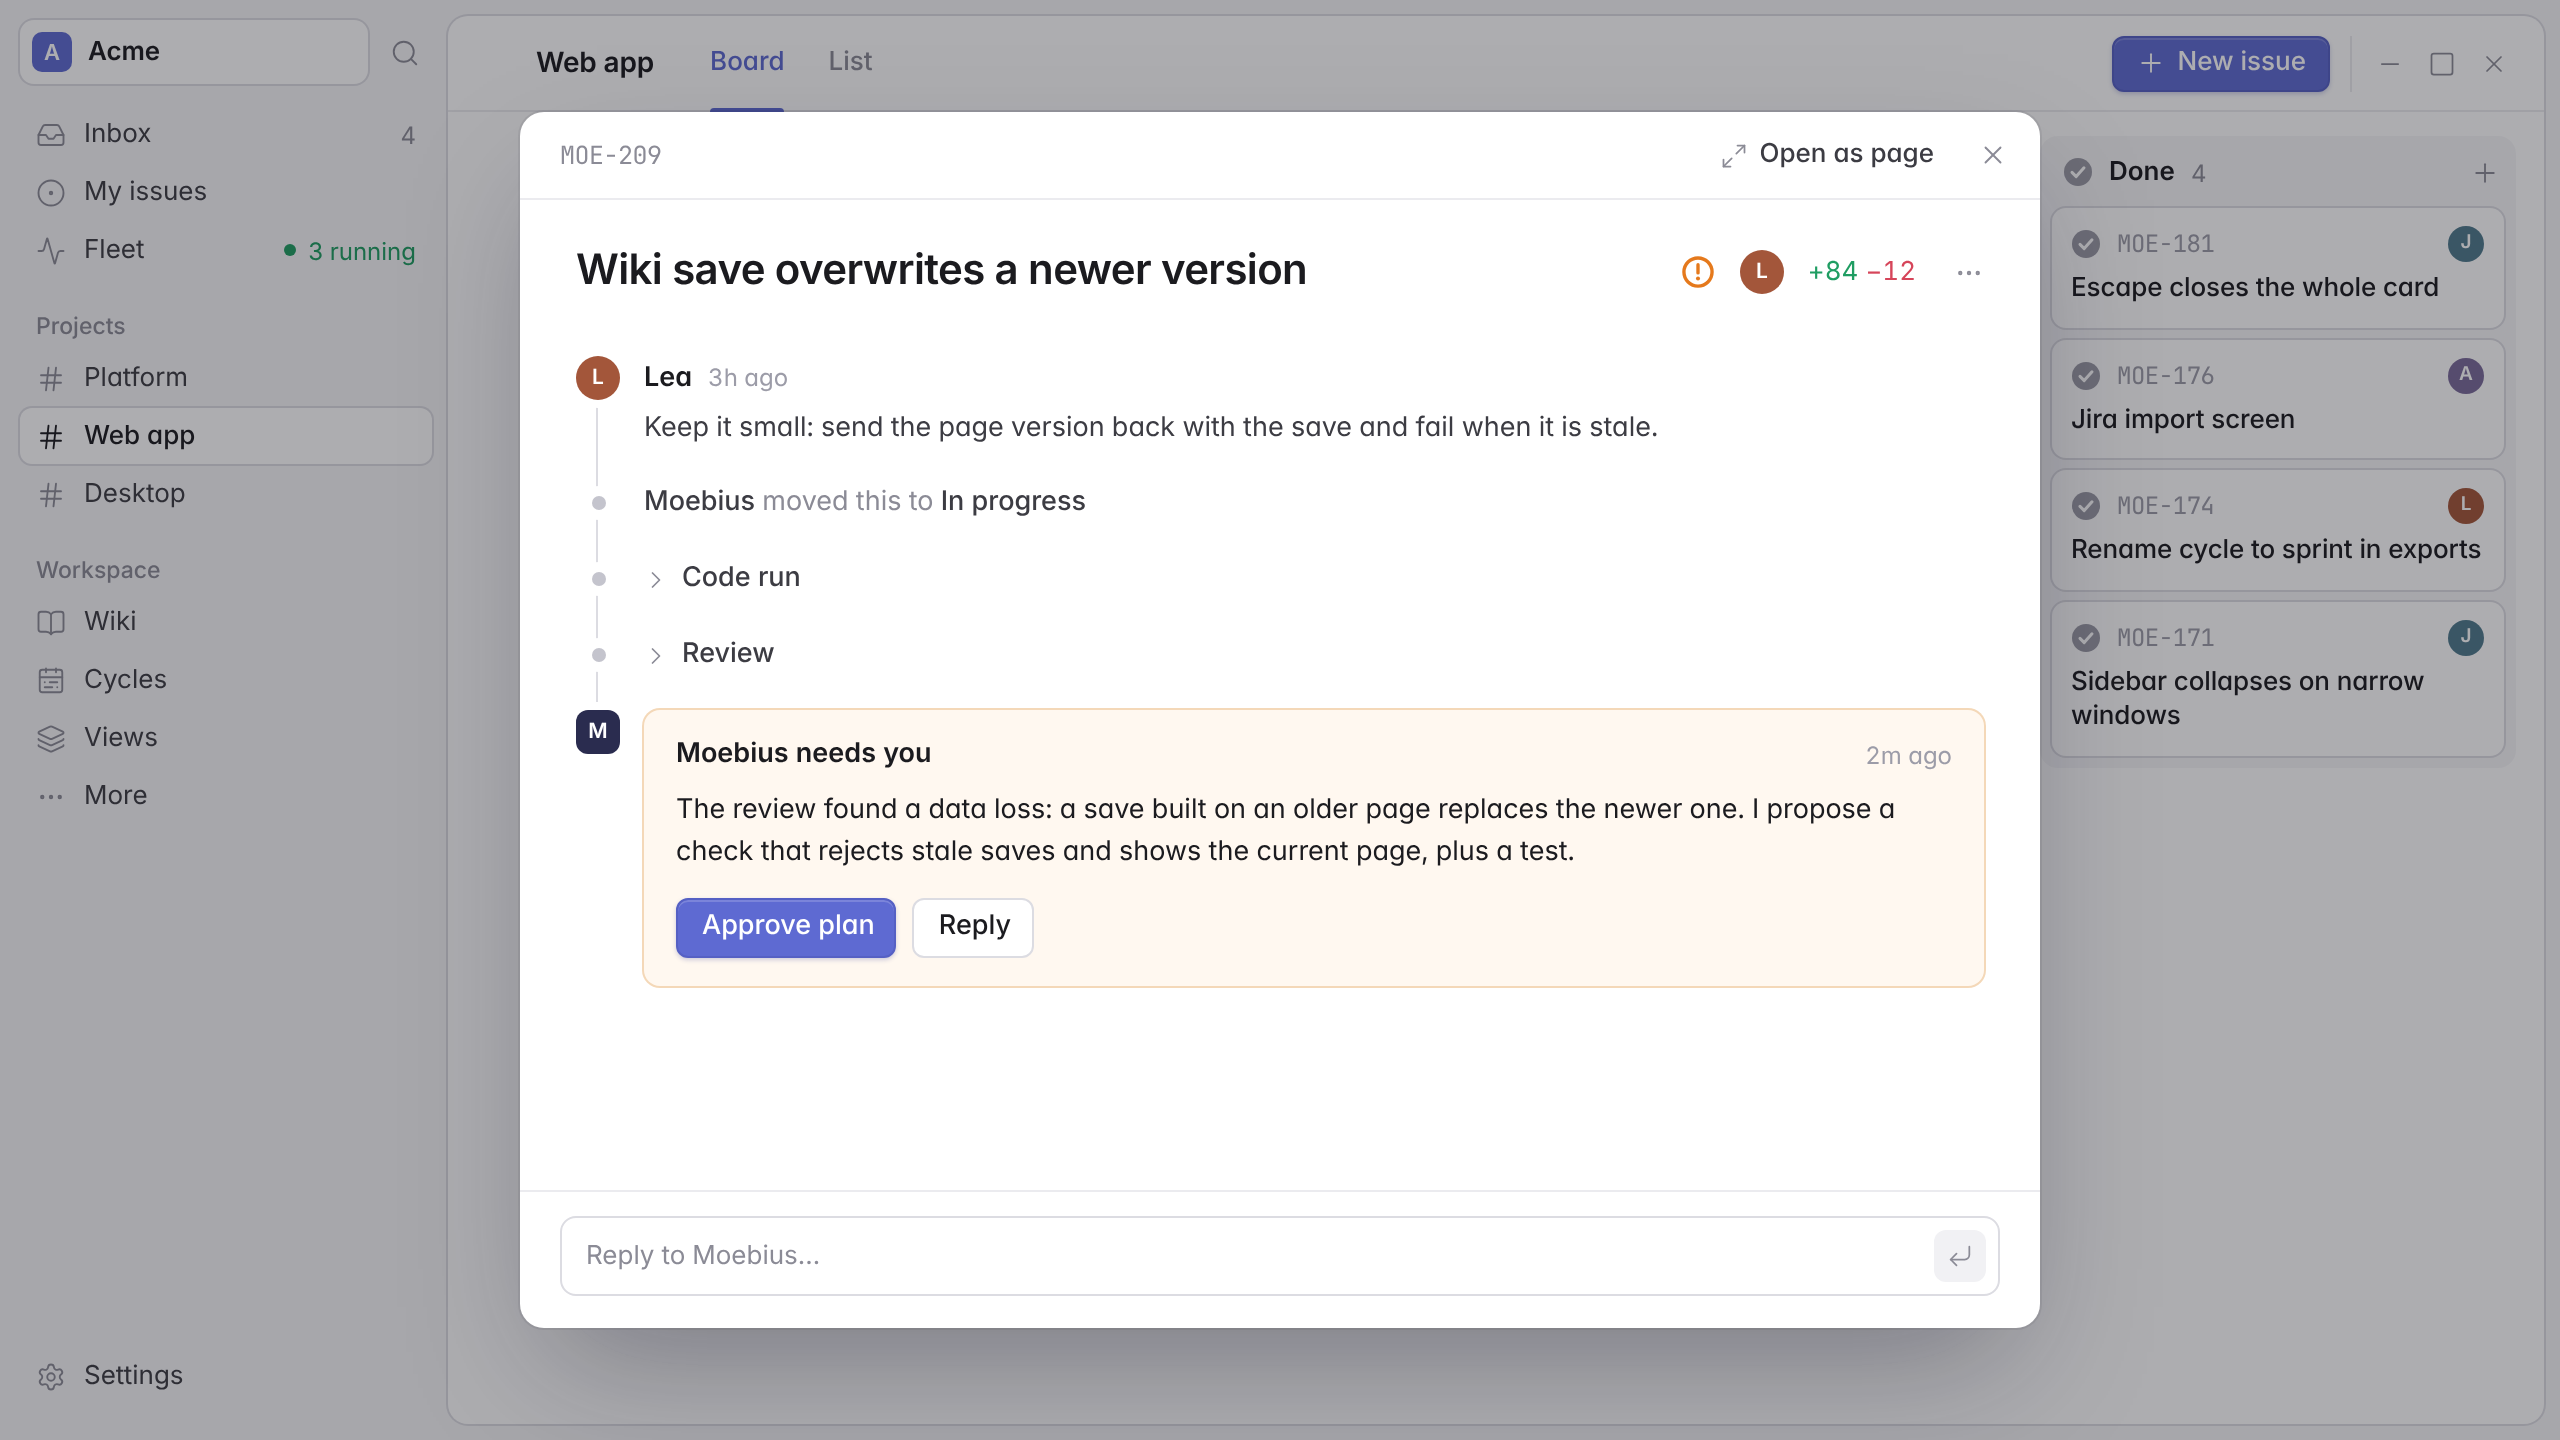 A Acme
Inbox 4
My issues
Fleet 3 running
Projects
Platform
Web app
Desktop
Workspace
Wiki
Cycles
Views
More
Settings
Web app Board List
New issue
MOE-209
Open as page
Wiki save overwrites a newer version
L +84 −12
L Lea 3h ago
Keep it small: send the page version back with the save and fail when it is stale.
Moebius moved this to In progress
Code run
Review
M Moebius needs you 2m ago
The review found a data loss: a save built on an older page replaces the newer one. I propose a
check that rejects stale saves and shows the current page, plus a test.
Approve plan Reply
Reply to Moebius...
Done 4
MOE-181 J
Escape closes the whole card
MOE-176 A
Jira import screen
MOE-174 L
Rename cycle to sprint in exports
MOE-171 J
Sidebar collapses on narrow
windows